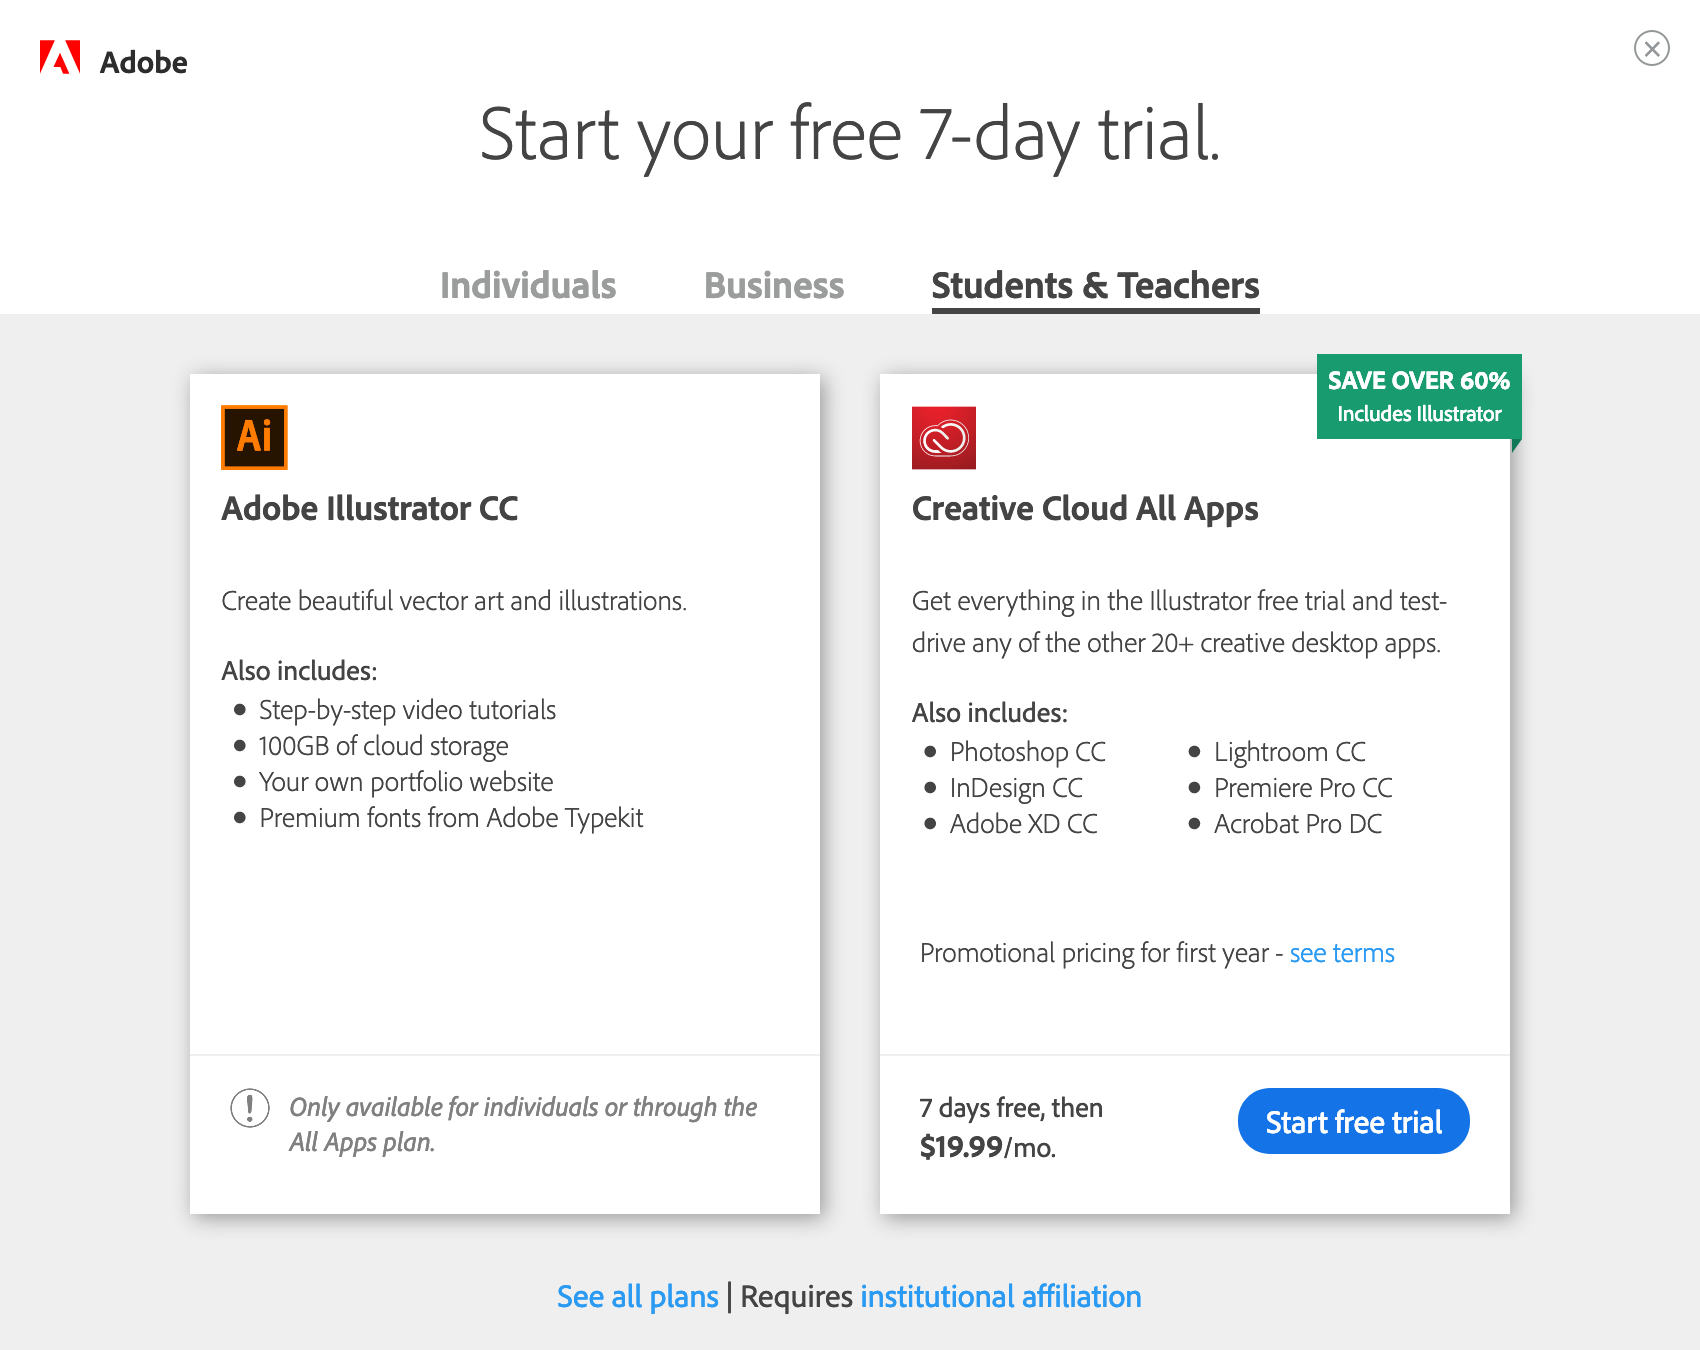 Adobe
Start your free 7-day trial.
Individuals
Business
Students & Teachers
Ai
Adobe Illustrator CC
Create beautiful vector art and illustrations.
Also includes:
Step-by-step video tutorials
100GB of cloud storage
Your own portfolio website
Premium fonts from Adobe Typekit
Only available for individuals or through the
All Apps plan.
SAVE OVER 60%
Includes Illustrator
Creative Cloud All Apps
Get everything in the Illustrator free trial and test-
drive any of the other 20+ creative desktop apps.
Also includes:
Photoshop CC
InDesign CC
Adobe XD CC
Lightroom CC
Premiere Pro CC
Acrobat Pro DC
Promotional pricing for first year - see terms
7 days free, then
$19.99/mo.
Start free trial
See all plans | Requires institutional affiliation